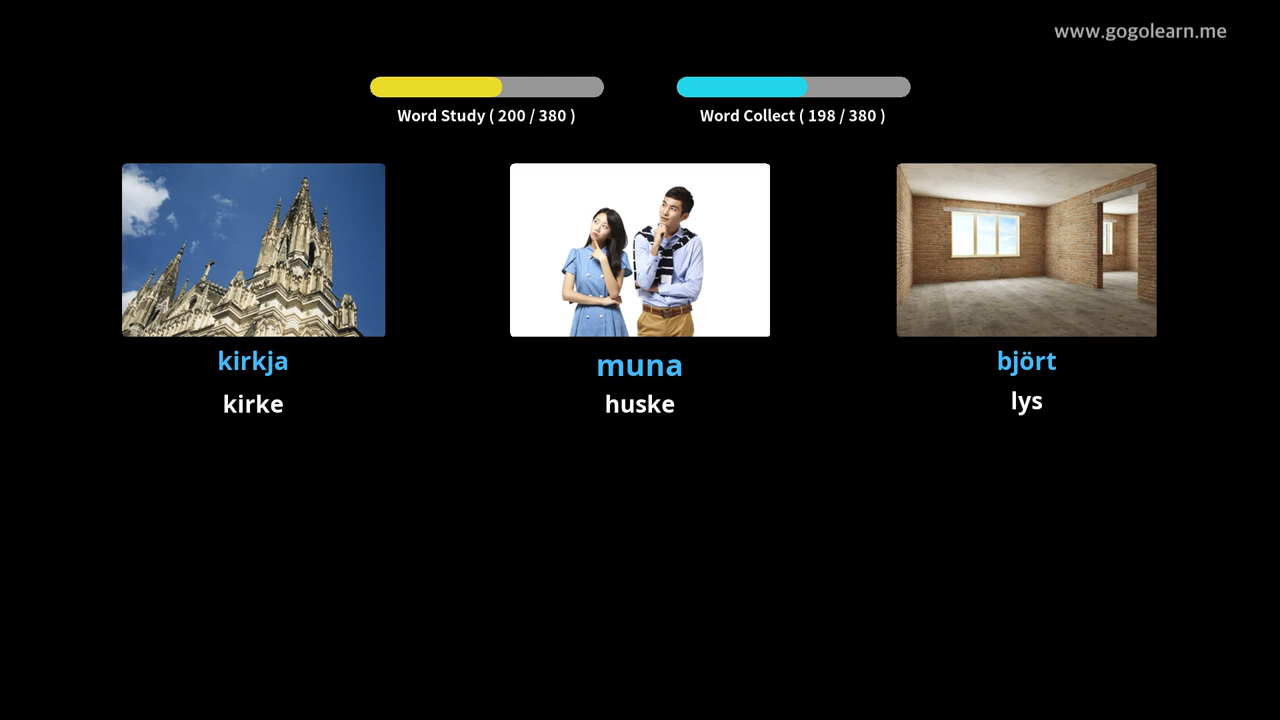 www.gogolearn.me
Word Study ( 200 / 380 )
Word Collect ( 198 / 380 )
kirkja
muna
björt
kirke
huske
lys